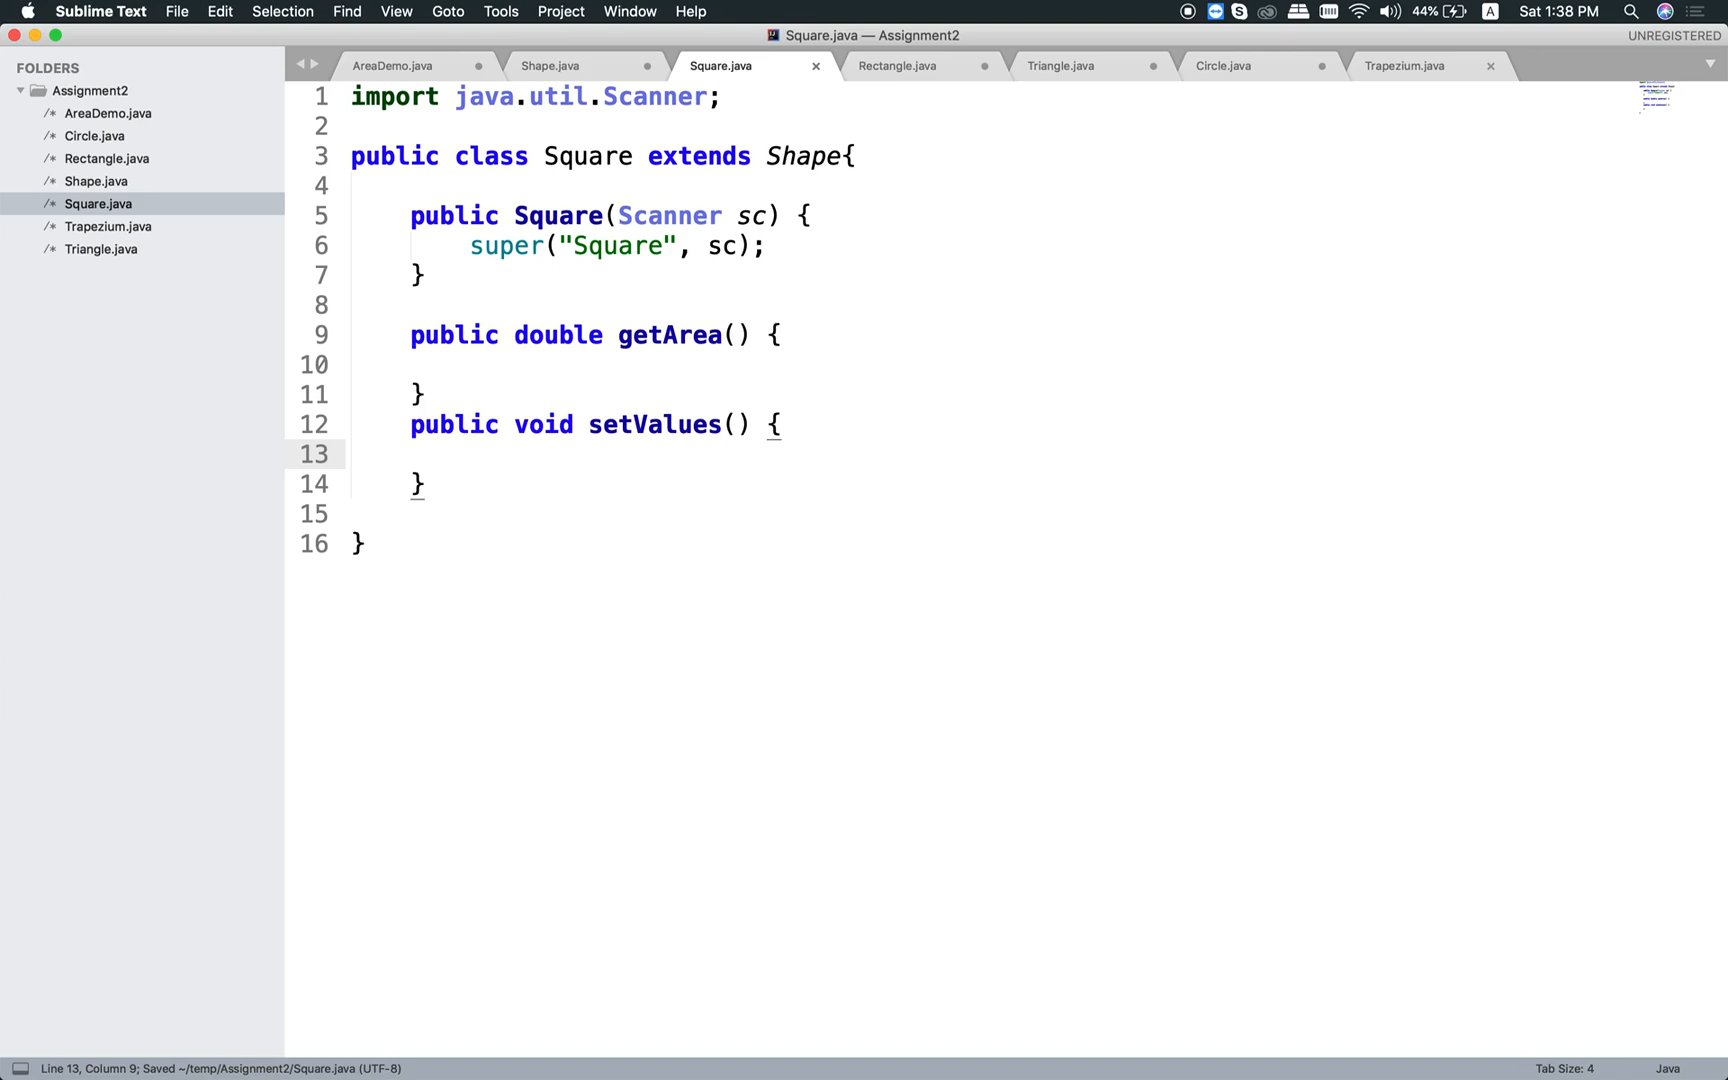 Sublime Text File Edit Selection Find View Goto Tools Project Window Help 44% A Sat 1:38 PM
Square.java — Assignment2 UNREGISTERED
FOLDERS
Assignment2
/* AreaDemo.java
/* Circle.java
/* Rectangle.java
/* Shape.java
/* Square.java
/* Trapezium.java
/* Triangle.java
AreaDemo.java Shape.java Square.java Rectangle.java Triangle.java Circle.java Trapezium.java
1 import java.util.Scanner;
2
3 public class Square extends Shape{
4
5 public Square(Scanner sc) {
6 super("Square", sc);
7 }
8
9 public double getArea() {
10
11 }
12 public void setValues() {
13
14 }
15
16 }
Line 13, Column 9; Saved ~/temp/Assignment2/Square.java (UTF-8) Tab Size: 4 Java